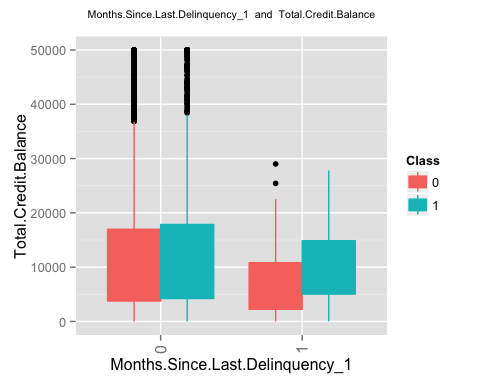 Months.Since.Last.Delinquency_1 and Total.Credit.Balance
50000
40000
30000
20000
10000
0
Total.Credit.Balance
0
1
Months.Since.Last.Delinquency_1
Class
0
1